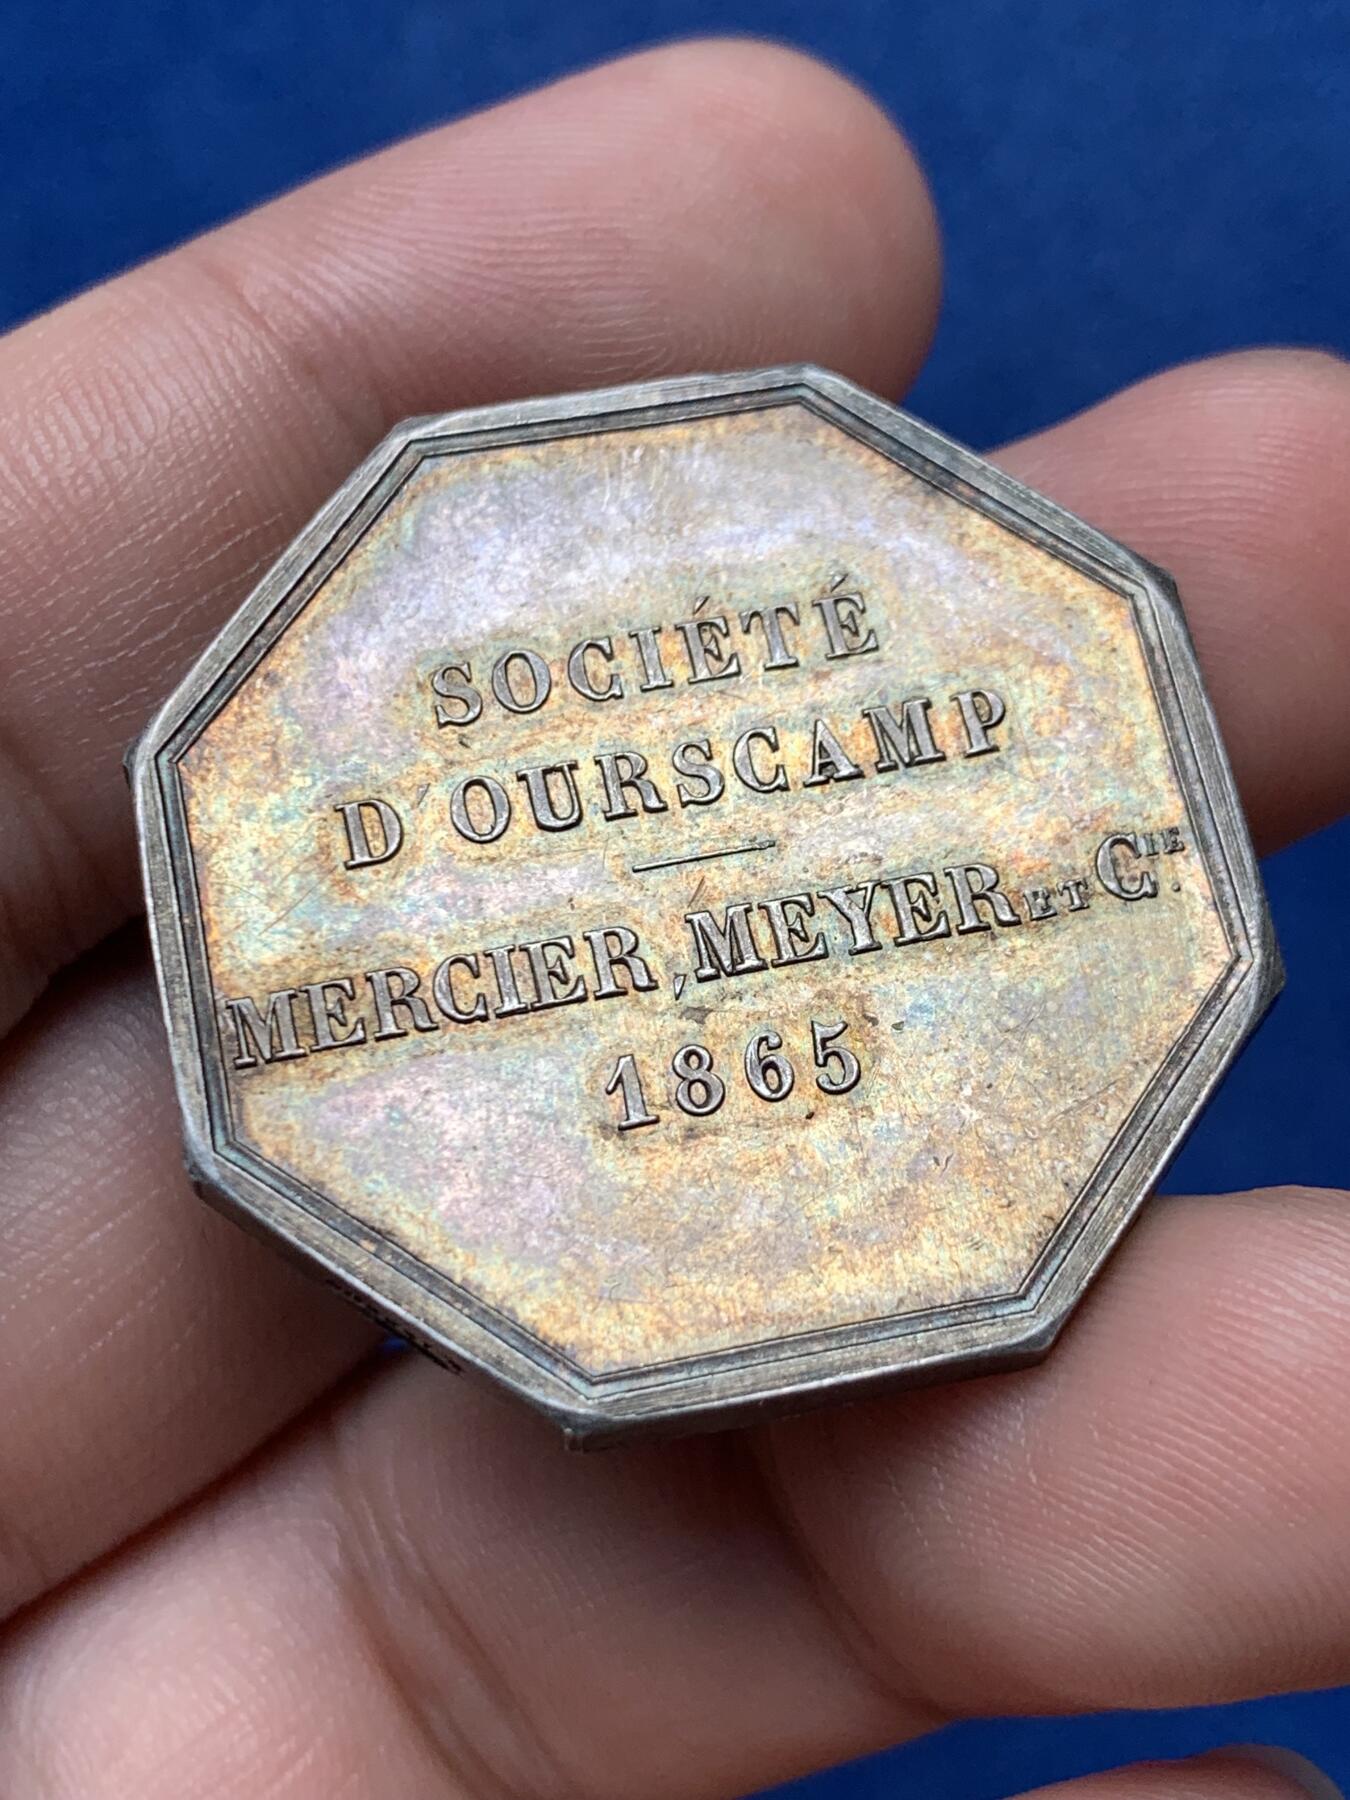 SOCIÉTÉ
D'OURSCAMP
MERCIER, MEYER ET CIE.
1865